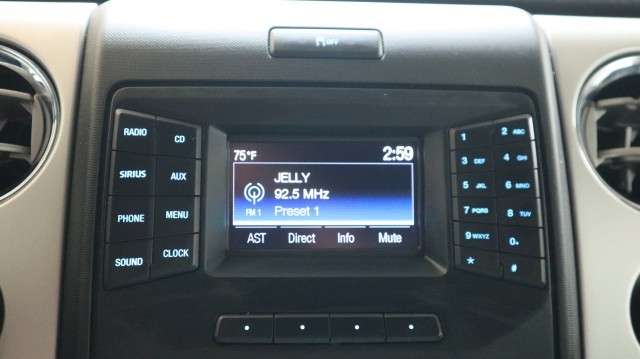 OFF
RADIO
CD
SIRIUS
AUX
PHONE
MENU
SOUND
CLOCK
75°F
2:59
JELLY
92.5 MHz
FM 1
Preset 1
AST Direct Info Mute
1
2 ABC
3 DEF
4 GHI
5 JKL
6 MNO
7 PQRS
8 TUV
9 WXYZ
0+
*
#